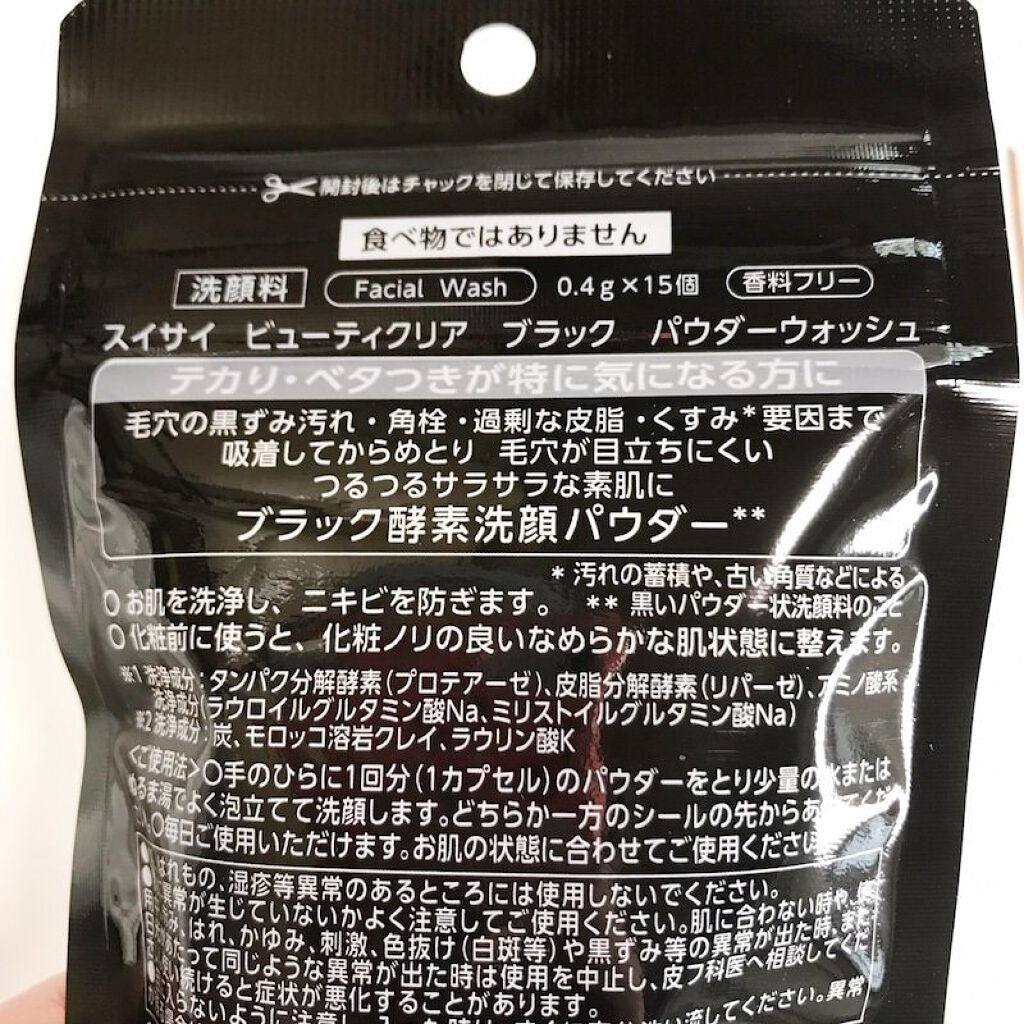 開封後はチャックを閉じて保存してください
食べ物ではありません
洗顔料 Facial Wash 0.4g×15個 香料フリー
スイサイ ビューティクリア ブラック パウダーウォッシュ
テカリ・ベタつきが特に気になる方に
毛穴の黒ずみ汚れ・角栓・過剰な皮脂・くすみ*要因まで
吸着してからめとり 毛穴が目立ちにくい
つるつるサラサラな素肌に
ブラック酵素洗顔パウダー**
* 汚れの蓄積や、古い角質などによる
○お肌を洗浄し、ニキビを防ぎます。 ** 黒いパウダー状洗顔料のこと
○化粧前に使うと、化粧ノリの良いなめらかな肌状態に整えます。
※1 洗浄成分:タンパク分解酵素(プロテアーゼ)、皮脂分解酵素(リパーゼ)、アミノ酸系
洗浄成分(ラウロイルグルタミン酸Na、ミリストイルグルタミン酸Na)
※2 洗浄成分:炭、モロッコ溶岩クレイ、ラウリン酸K
<ご使用法>○手のひらに1回分(1カプセル)のパウダーをとり少量の水または
ぬるま湯でよく泡立てて洗顔します。どちらか一方のシールの先から
○毎日ご使用いただけます。お肌の状態に合わせてご使用ください
はれもの、湿疹等異常のあるところには使用しないでください。
異常が生じていないかよく注意してご使用ください。肌に合わない時や、
はれ、かゆみ、刺激、色抜け(白斑等)や黒ずみ等の異常が出た時、また
同じような異常が出た時は使用を中止し、皮フ科医へ相談してくだ
続けると症状が悪化することがあります。
入らないように注意し、
流してください。異常